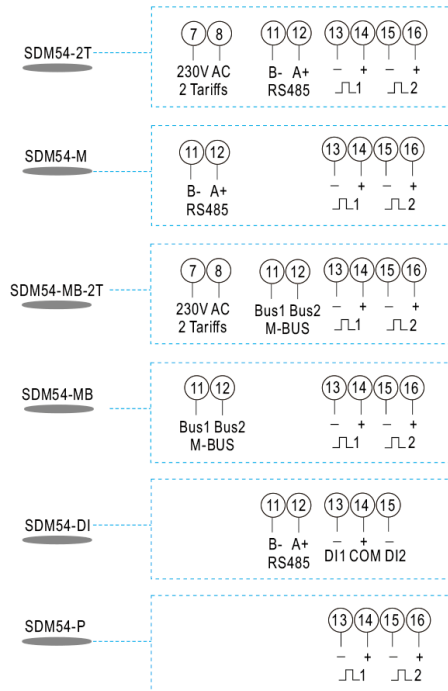 7 8 11 12 13 14 15 16
SDM54-2T
230V AC B- A+ − + − +
2 Tariffs RS485 1 2
11 12 13 14 15 16
SDM54-M
B- A+ − + − +
RS485 1 2
7 8 11 12 13 14 15 16
SDM54-MB-2T
230V AC Bus1 Bus2 − + − +
2 Tariffs M-BUS 1 2
11 12 13 14 15 16
SDM54-MB
Bus1 Bus2 − + − +
M-BUS 1 2
11 12 13 14 15
SDM54-DI
B- A+ − + −
RS485 DI1 COM DI2
13 14 15 16
SDM54-P
− + − +
1 2